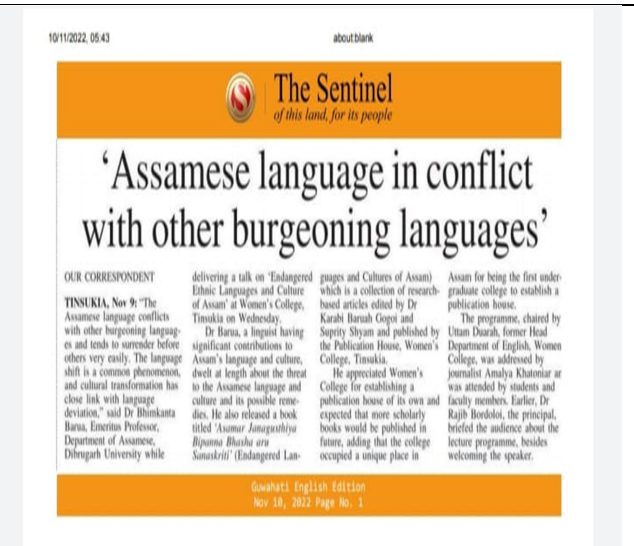 10/11/2022, 05:43
about:blank
The Sentinel
of this land, for its people
‘Assamese language in conflict
with other burgeoning languages’
OUR CORRESPONDENT
TINSUKIA, Nov 9: “The
Assamese language conflicts
with other burgeoning languag-
es and tends to surrender before
others very easily. The language
shift is a common phenomenon,
and cultural transformation has
close link with language
deviation,” said Dr Bhimkanta
Barua, Emeritus Professor,
Department of Assamese,
Dibrugarh University while
delivering a talk on ‘Endangered
Ethnic Languages and Culture
of Assam’ at Women’s College,
Tinsukia on Wednesday.
Dr Barua, a linguist having
significant contributions to
Assam’s language and culture,
dwelt at length about the threat
to the Assamese language and
culture and its possible reme-
dies. He also released a book
titled ‘Asomar Janagusthiya
Bipanna Bhasha aru
Sanaskriti’ (Endangered Lan-
guages and Cultures of Assam)
which is a collection of research-
based articles edited by Dr
Karabi Baruah Gogoi and
Suprity Shyam and published by
the Publication House, Women’s
College, Tinsukia.
He appreciated Women’s
College for establishing a
publication house of its own and
expected that more scholarly
books would be published in
future, adding that the college
occupied a unique place in
Assam for being the first under-
graduate college to establish a
publication house.
The programme, chaired by
Uttam Duarah, former Head
Department of English, Women
College, was addressed by
journalist Amalya Khatoniar ar
was attended by students and
faculty members. Earlier, Dr
Rajib Bordoloi, the principal,
briefed the audience about the
lecture programme, besides
welcoming the speaker.
Guwahati English Edition
Nov 10, 2022 Page No. 1